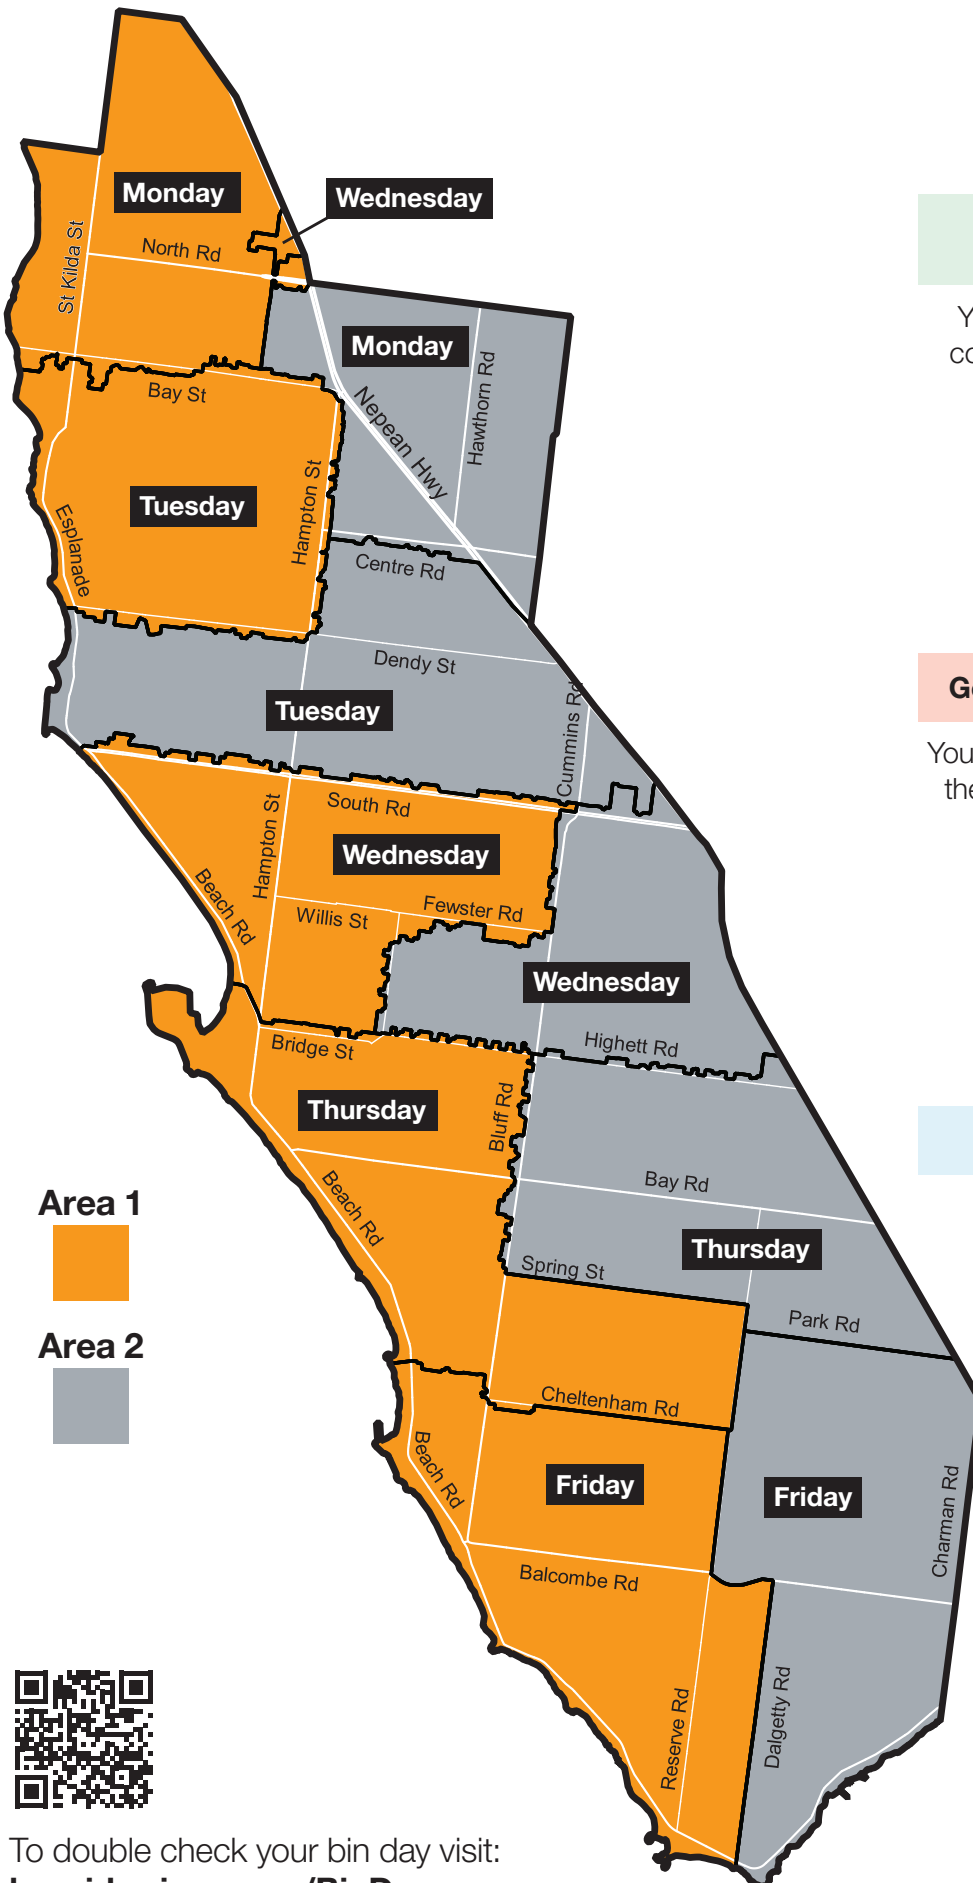 Monday
Wednesday
St Kilda St
North Rd
Monday
Hawthorn Rd
Nepean Hwy
Bay St
Tuesday
Hampton St
Esplanade
Centre Rd
Dendy St
Tuesday
Cummins Rd
South Rd
Hampton St
Wednesday
Beach Rd
Willis St
Fewster Rd
Wednesday
Highett Rd
Bridge St
Thursday
Bluff Rd
Bay Rd
Beach Rd
Area 1
Thursday
Spring St
Park Rd
Area 2
Cheltenham Rd
Beach Rd
Friday
Friday
Charman Rd
Balcombe Rd
Reserve Rd
Dalgety Rd
To double check your bin day visit:
Y
co
G
You
the